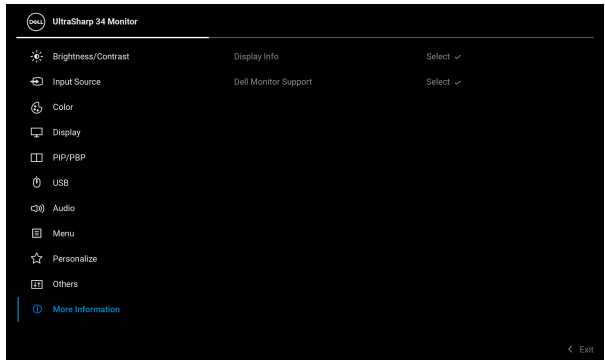 DELL UltraSharp 34 Monitor
Brightness/Contrast Display Info Select
Input Source Dell Monitor Support Select
Color
Display
PIP/PBP
USB
Audio
Menu
Personalize
Others
More Information
Exit